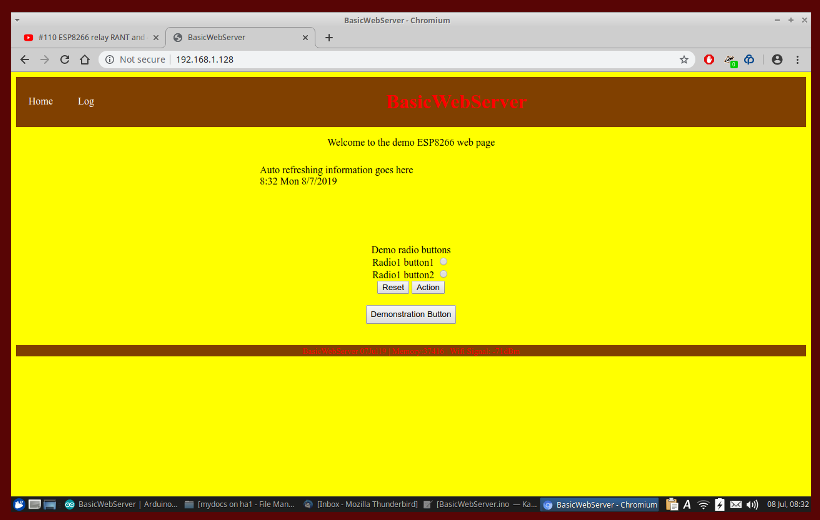 BasicWebServer - Chromium
#110 ESP8266 relay RANT and
BasicWebServer
Not secure | 192.168.1.128
Home
Log
BasicWebServer
Welcome to the demo ESP8266 web page
Auto refreshing information goes here
8:32 Mon 8/7/2019
Demo radio buttons
Radio1 button1
Radio1 button2
Reset Action
Demonstration Button
BasicWebServer | Arduino...
[mydocs on ha1 - File Man...
[Inbox - Mozilla Thunderbird]
[BasicWebServer.ino — Ka...
BasicWebServer - Chromium
08 Jul, 08:32